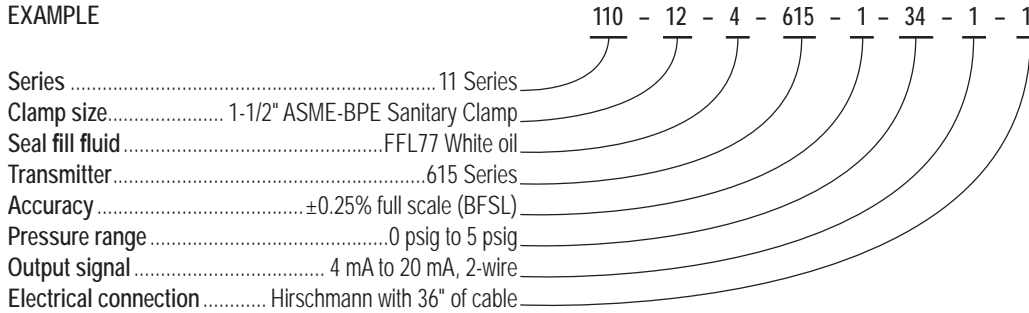 EXAMPLE 110 – 12 – 4 – 615 – 1 – 34 – 1 – 1
Series ........ 11 Series
Clamp size ........ 1-1/2" ASME-BPE Sanitary Clamp
Seal fill fluid ........ FFL77 White oil
Transmitter ........ 615 Series
Accuracy ........ ±0.25% full scale (BFSL)
Pressure range ........ 0 psig to 5 psig
Output signal ........ 4 mA to 20 mA, 2-wire
Electrical connection ........ Hirschmann with 36" of cable